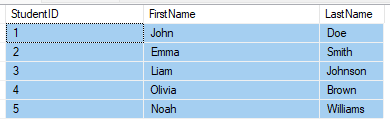 StudentID FirstName LastName
1 John Doe
2 Emma Smith
3 Liam Johnson
4 Olivia Brown
5 Noah Williams